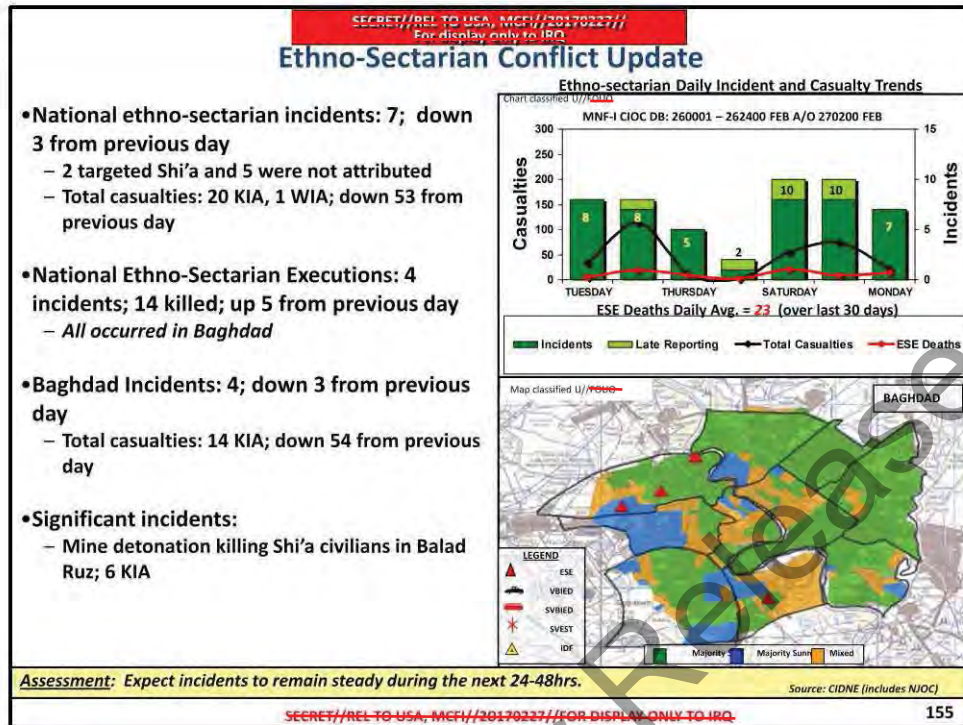 SECRET//REL TO USA, MCFI//20170227//
For display only to IRQ
Ethno-Sectarian Conflict Update
•National ethno-sectarian incidents: 7; down
3 from previous day
– 2 targeted Shi'a and 5 were not attributed
– Total casualties: 20 KIA, 1 WIA; down 53 from
previous day
•National Ethno-Sectarian Executions: 4
incidents; 14 killed; up 5 from previous day
– All occurred in Baghdad
•Baghdad Incidents: 4; down 3 from previous
day
– Total casualties: 14 KIA; down 54 from previous
day
•Significant incidents:
– Mine detonation killing Shi'a civilians in Balad
Ruz; 6 KIA
Ethno-sectarian Daily Incident and Casualty Trends
Chart classified U//FOUO
MNF-I CIOC DB: 260001 – 262400 FEB A/O 270200 FEB
Casualties
300
250
200
150
100
50
0
15
10
5
0
Incidents
8
8
5
2
10
10
7
TUESDAY THURSDAY SATURDAY MONDAY
ESE Deaths Daily Avg. = 23 (over last 30 days)
Incidents Late Reporting Total Casualties ESE Deaths
Map classified U//FOUO
BAGHDAD
LEGEND
ESE
VBIED
SVBIED
SVEST
IDF
Majority S Majority Sunn Mixed
Release
Assessment: Expect incidents to remain steady during the next 24-48hrs.
Source: CIDNE (includes NJOC)
SECRET//REL TO USA, MCFI//20170227//FOR DISPLAY ONLY TO IRQ
155